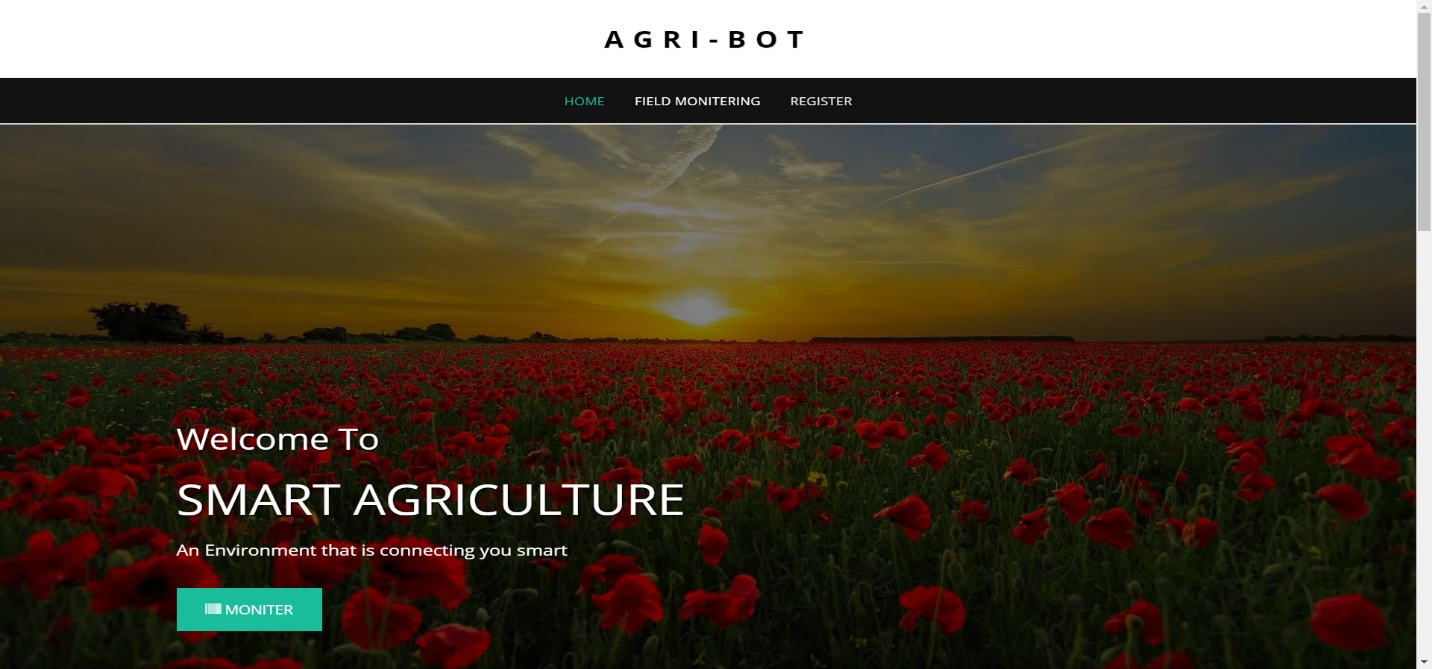 AGRI-BOT
HOME FIELD MONITERING REGISTER
Welcome To
SMART AGRICULTURE
An Environment that is connecting you smart
MONITER